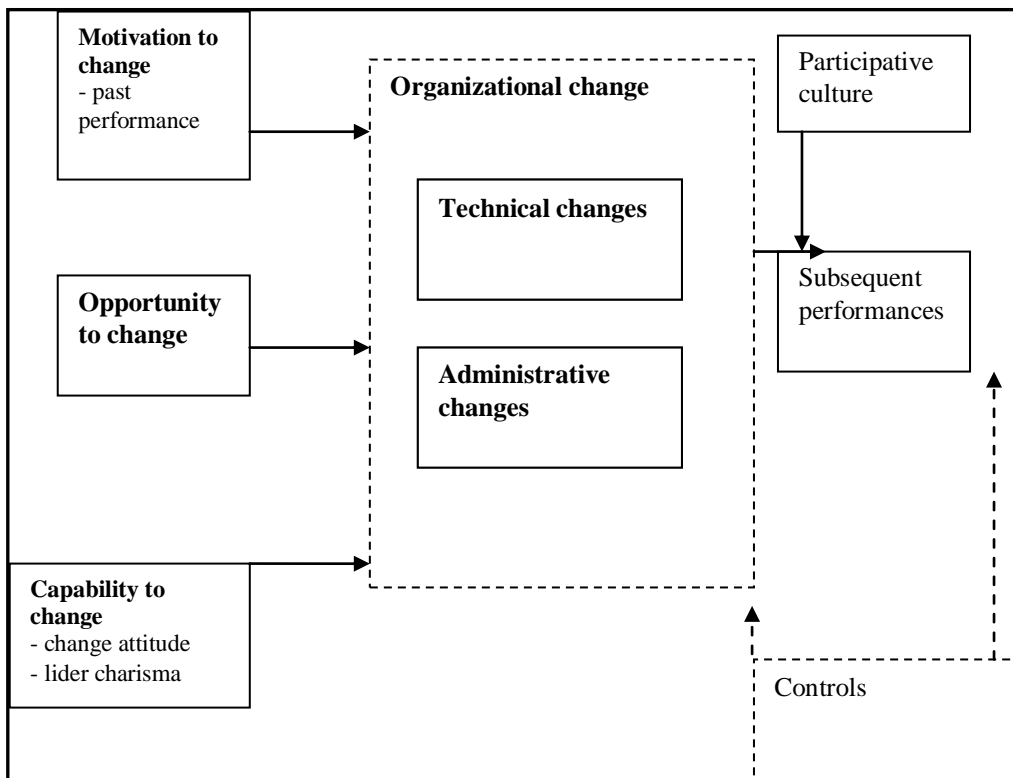 Motivation to
change
- past
performance
Opportunity
to change
Capability to
change
- change attitude
- lider charisma
Organizational change
Technical changes
Administrative
changes
Participative
culture
Subsequent
performances
Controls